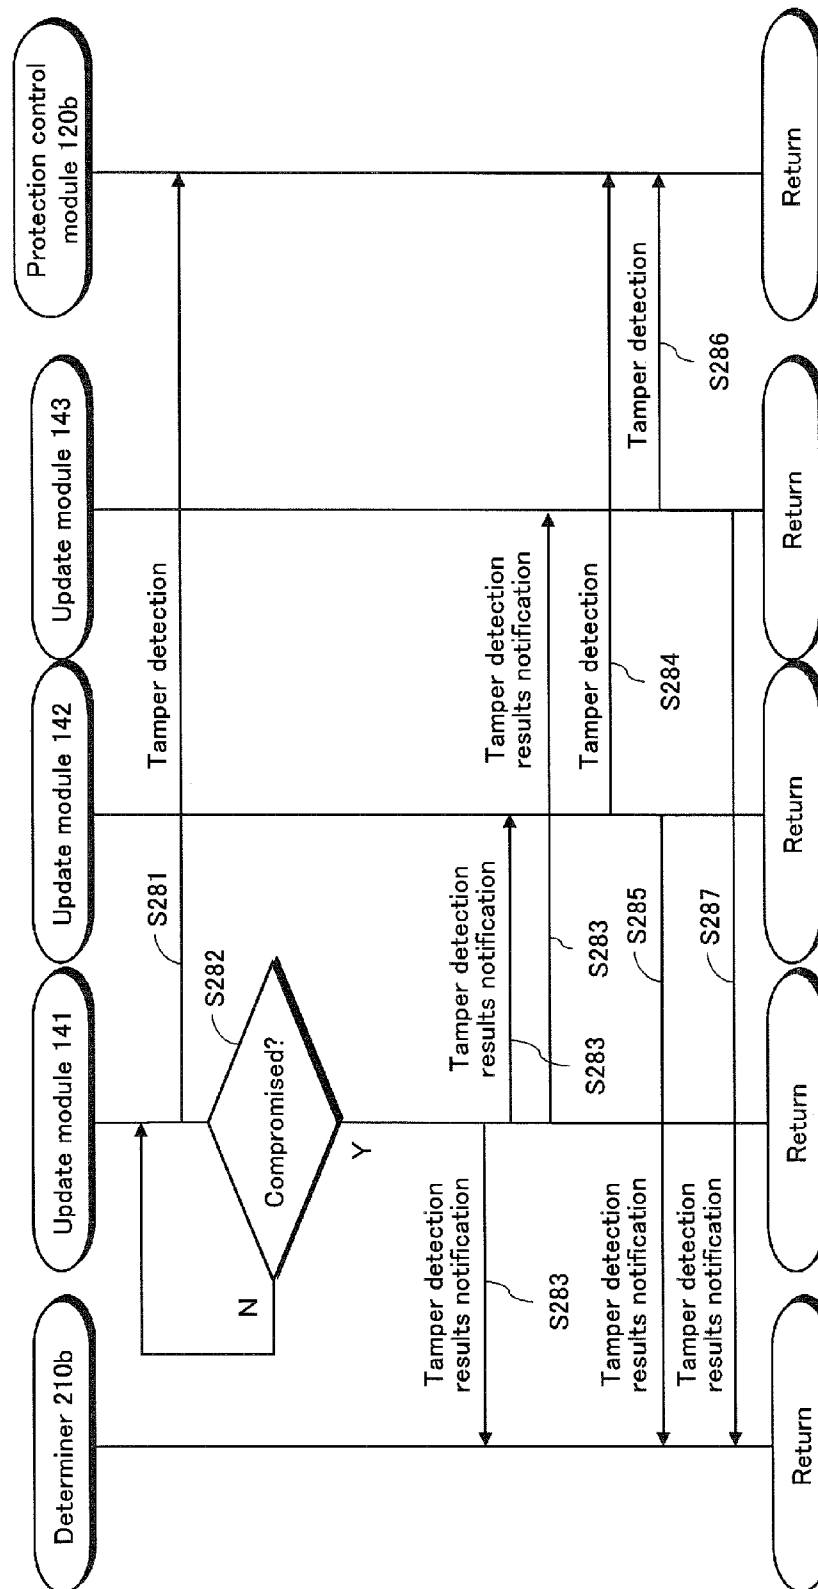 Determiner 210b
Update module 141
Update module 142
Update module 143
Protection control
module 120b
Tamper detection
S281
S282
Compromised?
N
Y
Tamper detection
results notification
S283
Tamper detection
results notification
S283
Tamper detection
results notification
S283
Tamper detection
S284
Tamper detection
results notification
S285
Tamper detection
S286
Tamper detection
results notification
S287
Return
Return
Return
Return
Return